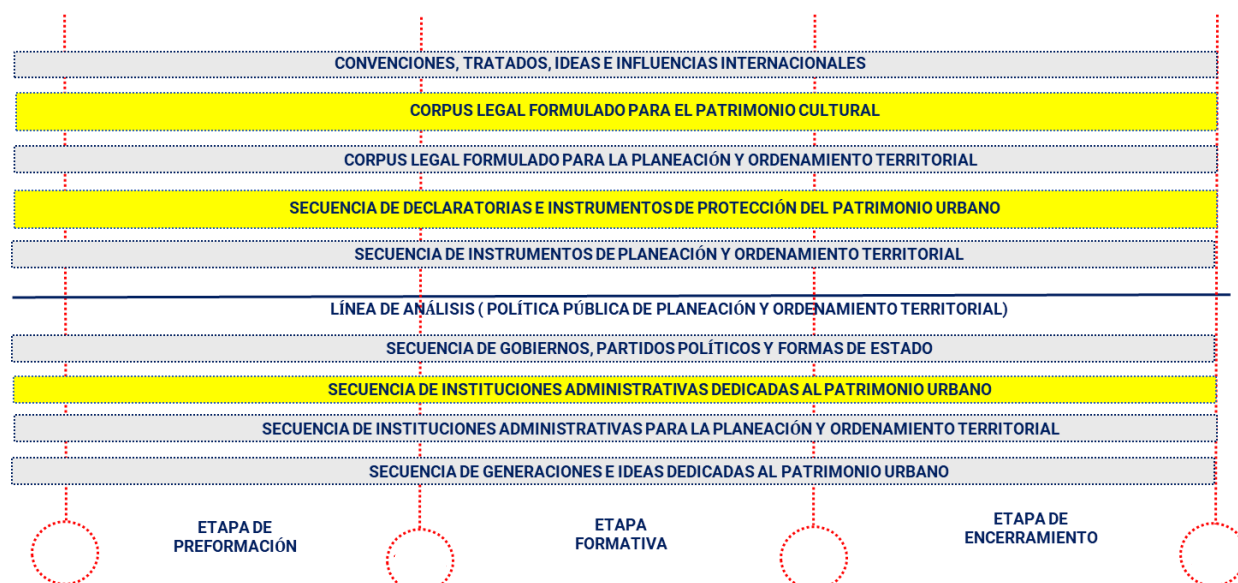 CONVENCIONES, TRATADOS, IDEAS E INFLUENCIAS INTERNACIONALES
CORPUS LEGAL FORMULADO PARA EL PATRIMONIO CULTURAL
CORPUS LEGAL FORMULADO PARA LA PLANEACIÓN Y ORDENAMIENTO TERRITORIAL
SECUENCIA DE DECLARATORIAS E INSTRUMENTOS DE PROTECCIÓN DEL PATRIMONIO URBANO
SECUENCIA DE INSTRUMENTOS DE PLANEACIÓN Y ORDENAMIENTO TERRITORIAL
LÍNEA DE ANÁLISIS ( POLÍTICA PÚBLICA DE PLANEACIÓN Y ORDENAMIENTO TERRITORIAL)
SECUENCIA DE GOBIERNOS, PARTIDOS POLÍTICOS Y FORMAS DE ESTADO
SECUENCIA DE INSTITUCIONES ADMINISTRATIVAS DEDICADAS AL PATRIMONIO URBANO
SECUENCIA DE INSTITUCIONES ADMINISTRATIVAS PARA LA PLANEACIÓN Y ORDENAMIENTO TERRITORIAL
SECUENCIA DE GENERACIONES E IDEAS DEDICADAS AL PATRIMONIO URBANO
ETAPA DE
PREFORMACIÓN
ETAPA
FORMATIVA
ETAPA DE
ENCERRAMIENTO